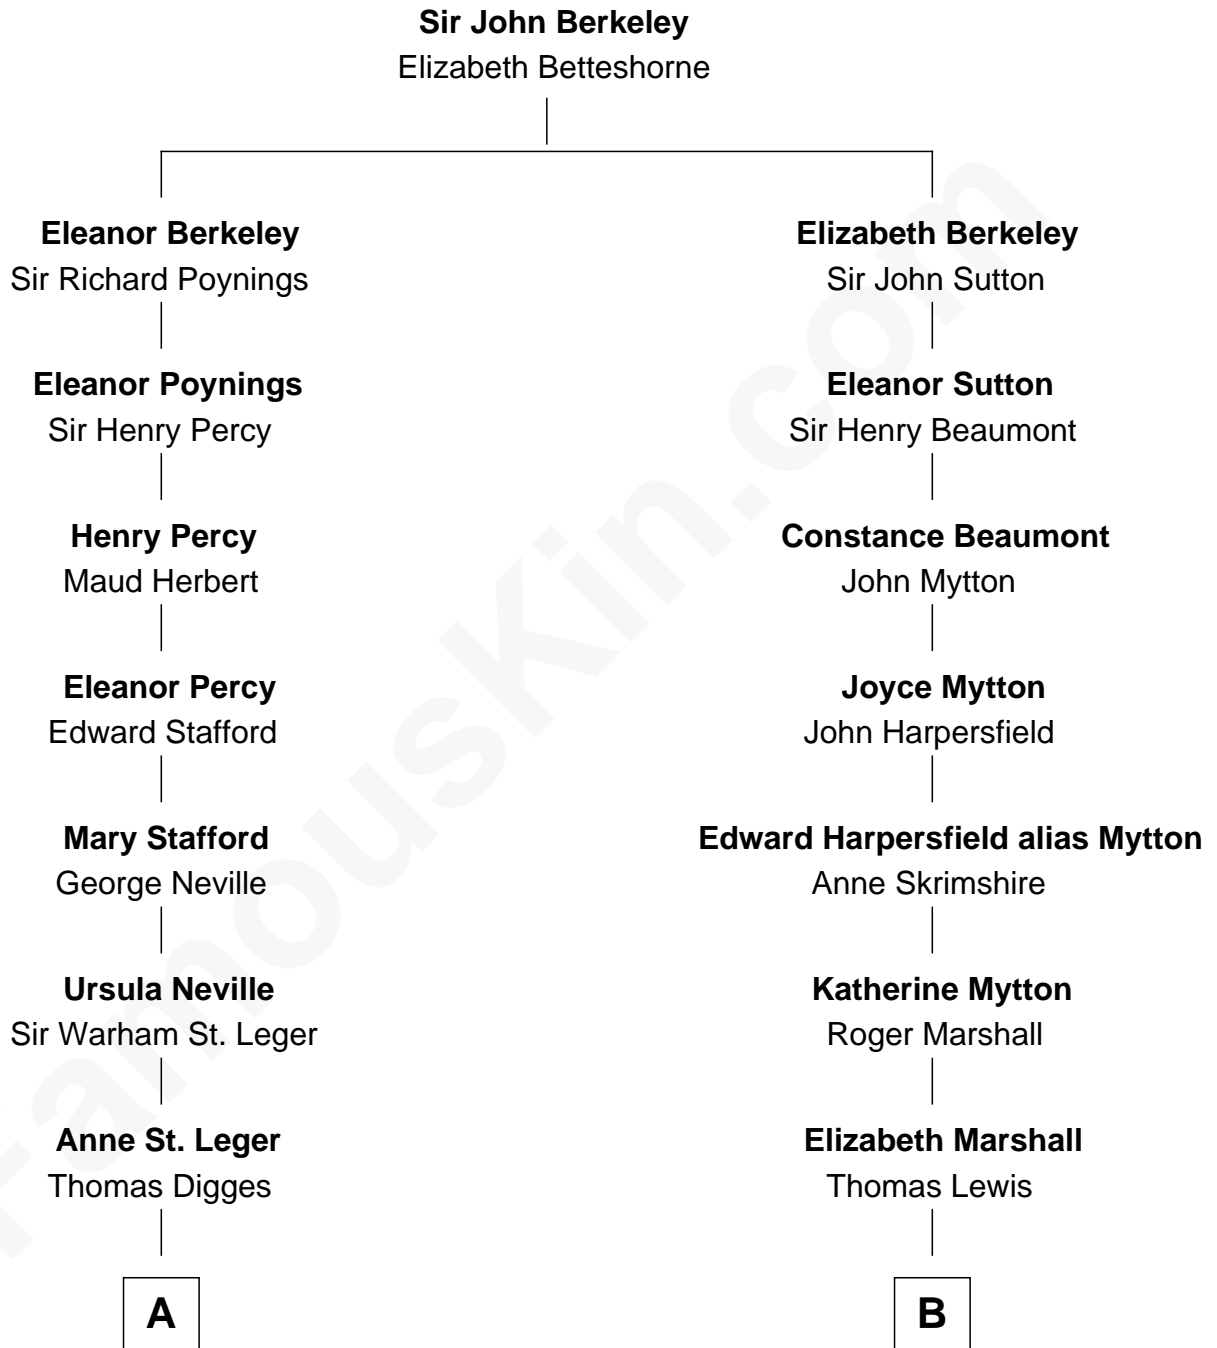 Sir John Berkeley
Elizabeth Betteshorne
Eleanor Berkeley
Sir Richard Poynings
Elizabeth Berkeley
Sir John Sutton
Eleanor Poynings
Sir Henry Percy
Eleanor Sutton
Sir Henry Beaumont
Henry Percy
Maud Herbert
Constance Beaumont
John Mytton
Eleanor Percy
Edward Stafford
Joyce Mytton
John Harpersfield
Mary Stafford
George Neville
Edward Harpersfield alias Mytton
Anne Skrimshire
Ursula Neville
Sir Warham St. Leger
Katherine Mytton
Roger Marshall
Anne St. Leger
Thomas Digges
Elizabeth Marshall
Thomas Lewis
A
B
FamousKin.com